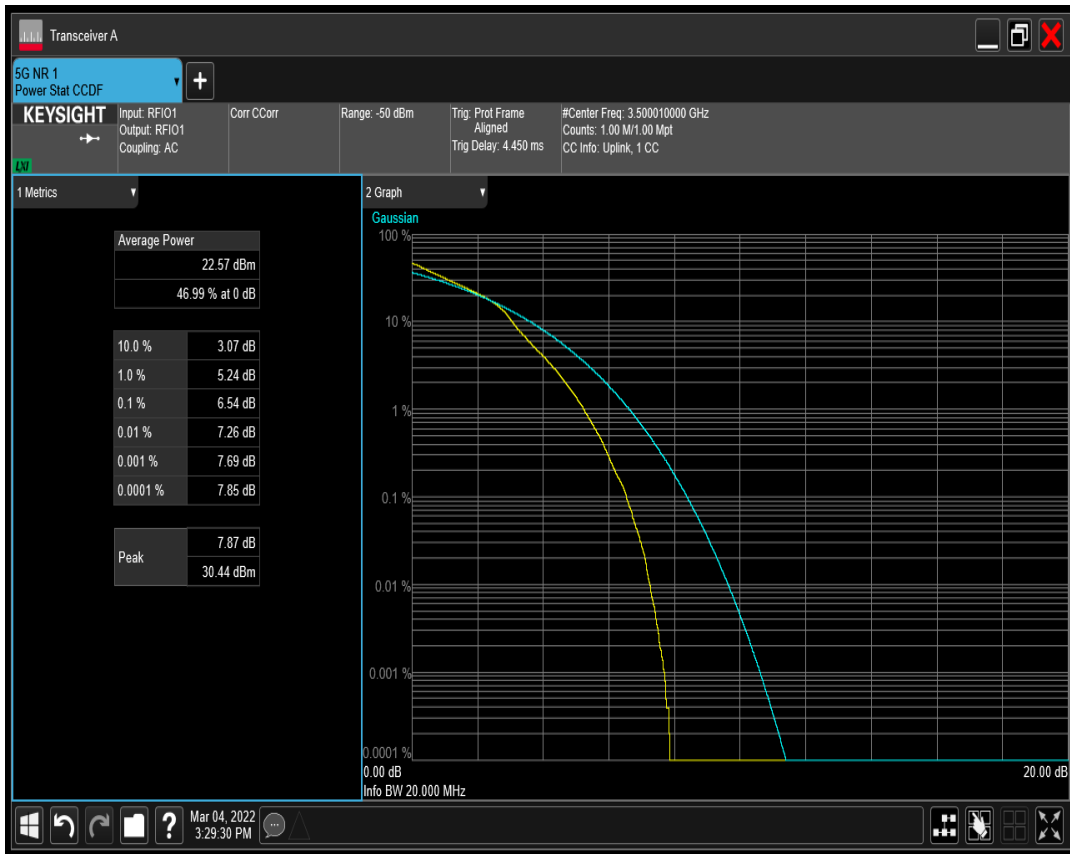 Transceiver A
5G NR 1
Power Stat CCDF
+
KEYSIGHT
LXI
Input: RFIO1
Output: RFIO1
Coupling: AC
Corr CCorr
Range: -50 dBm
Trig: Prot Frame
Aligned
Trig Delay: 4.450 ms
#Center Freq: 3.500010000 GHz
Counts: 1.00 M/1.00 Mpt
CC Info: Uplink, 1 CC
1 Metrics
Average Power
22.57 dBm
46.99 % at 0 dB
10.0 % 3.07 dB
1.0 % 5.24 dB
0.1 % 6.54 dB
0.01 % 7.26 dB
0.001 % 7.69 dB
0.0001 % 7.85 dB
Peak
7.87 dB
30.44 dBm
2 Graph
Gaussian
100 %
10 %
1 %
0.1 %
0.01 %
0.001 %
0.0001 %
0.00 dB 20.00 dB
Info BW 20.000 MHz
?
Mar 04, 2022
3:29:30 PM